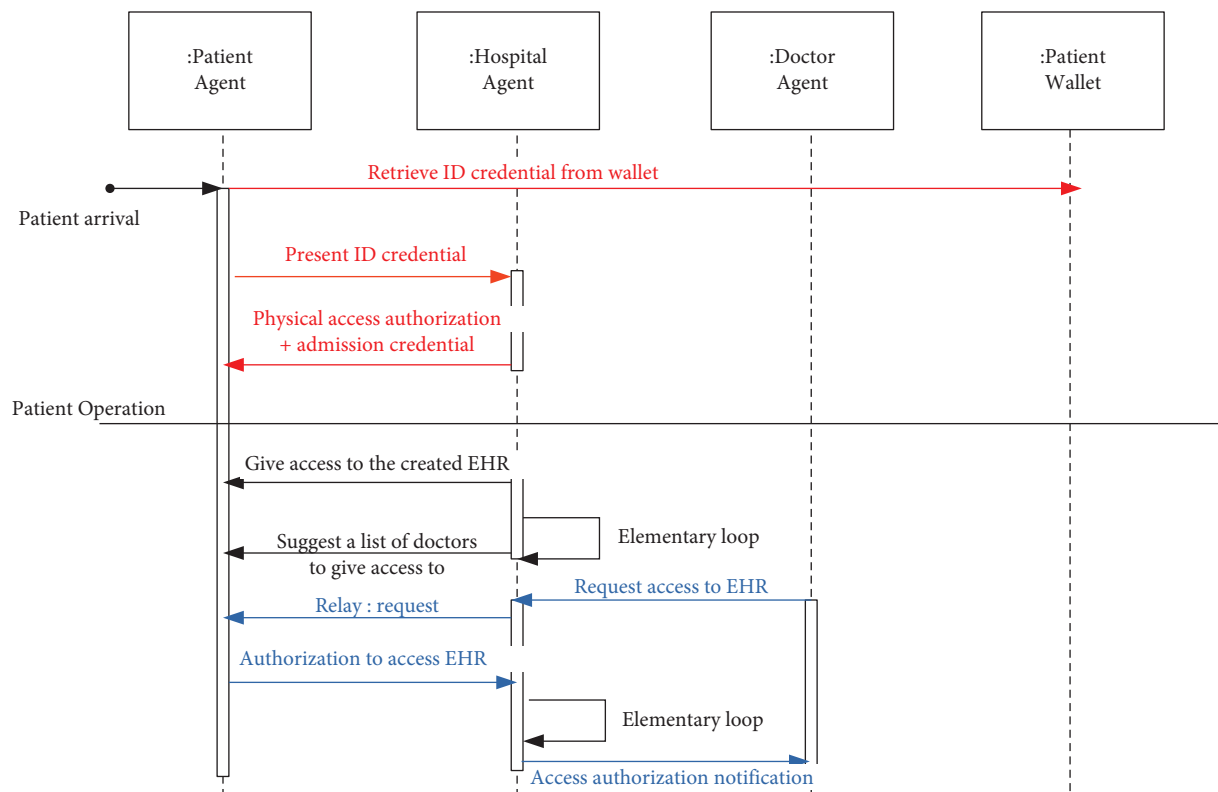 :Patient
Agent
:Hospital
Agent
:Doctor
Agent
:Patient
Wallet
Retrieve ID credential from wallet
Patient arrival
Present ID credential
Physical access authorization
+ admission credential
Patient Operation
Give access to the created EHR
Elementary loop
Suggest a list of doctors
to give access to
Request access to EHR
Relay : request
Authorization to access EHR
Elementary loop
Access authorization notification